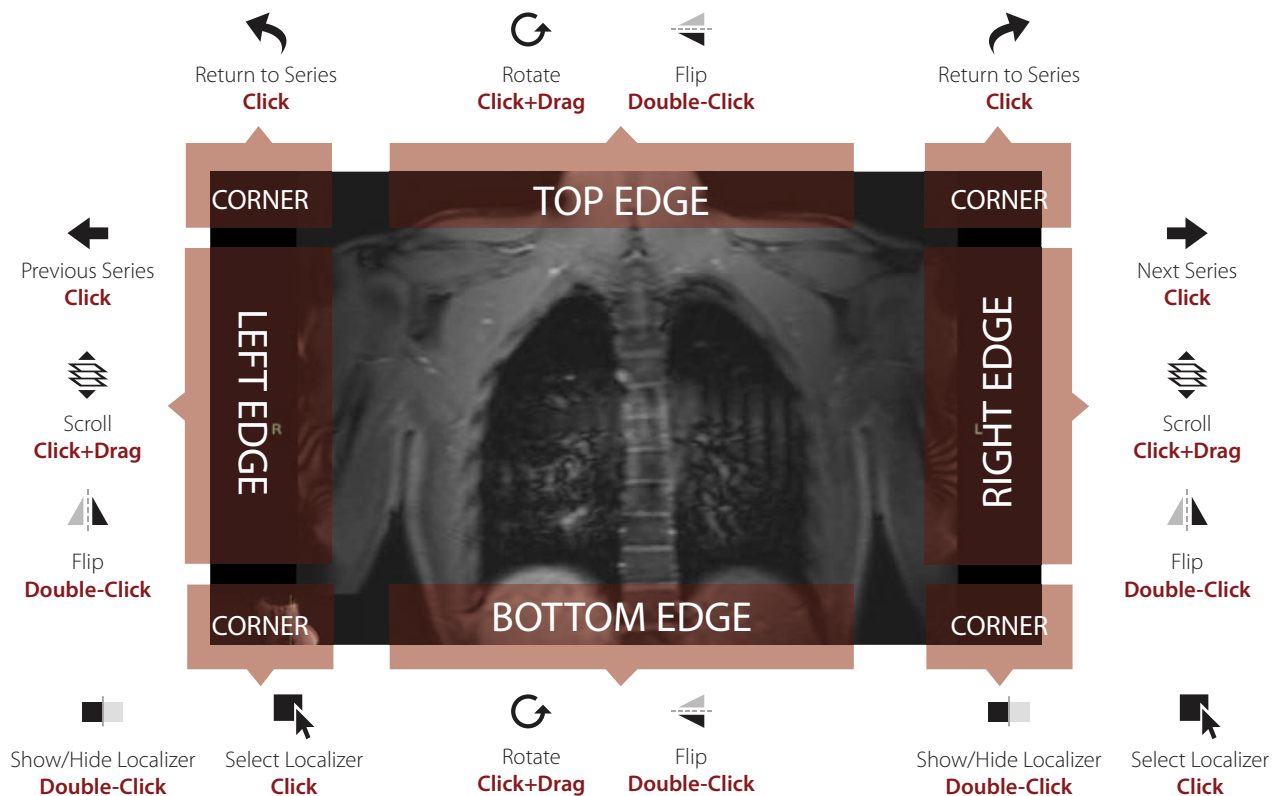 Return to Series
Click
Rotate
Click+Drag
Flip
Double-Click
Return to Series
Click
CORNER
TOP EDGE
CORNER
Previous Series
Click
Scroll
Click+Drag
Flip
Double-Click
LEFT EDGE
R
L
RIGHT EDGE
Next Series
Click
Scroll
Click+Drag
Flip
Double-Click
CORNER
BOTTOM EDGE
CORNER
Show/Hide Localizer
Double-Click
Select Localizer
Click
Rotate
Click+Drag
Flip
Double-Click
Show/Hide Localizer
Double-Click
Select Localizer
Click